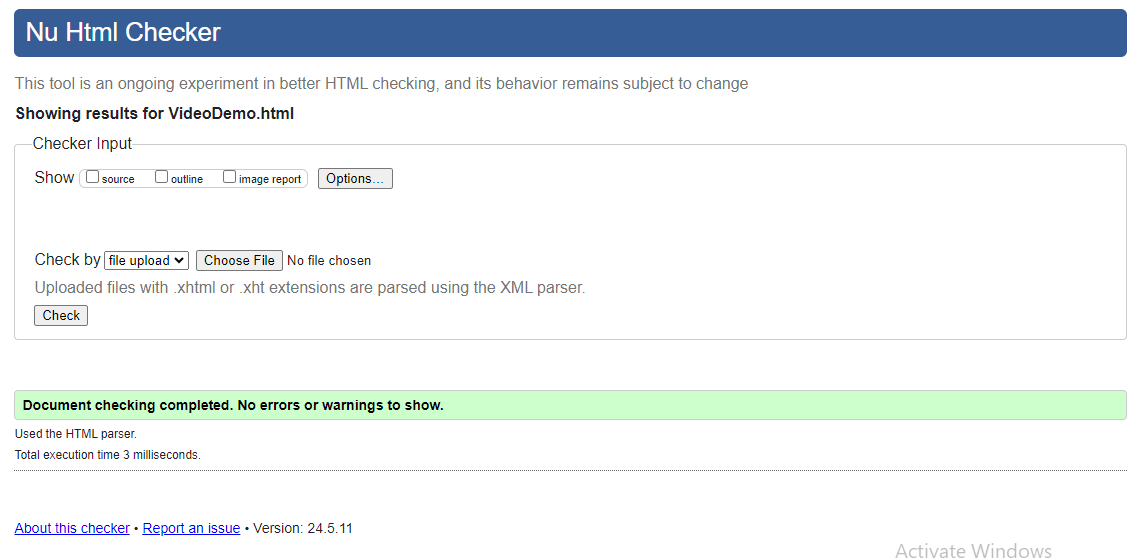 Nu Html Checker
This tool is an ongoing experiment in better HTML checking, and its behavior remains subject to change
Showing results for VideoDemo.html
Checker Input
Show source outline image report Options...
Check by file upload Choose File No file chosen
Uploaded files with .xhtml or .xht extensions are parsed using the XML parser.
Check
Document checking completed. No errors or warnings to show.
Used the HTML parser.
Total execution time 3 milliseconds.
About this checker • Report an issue • Version: 24.5.11
Activate Windows